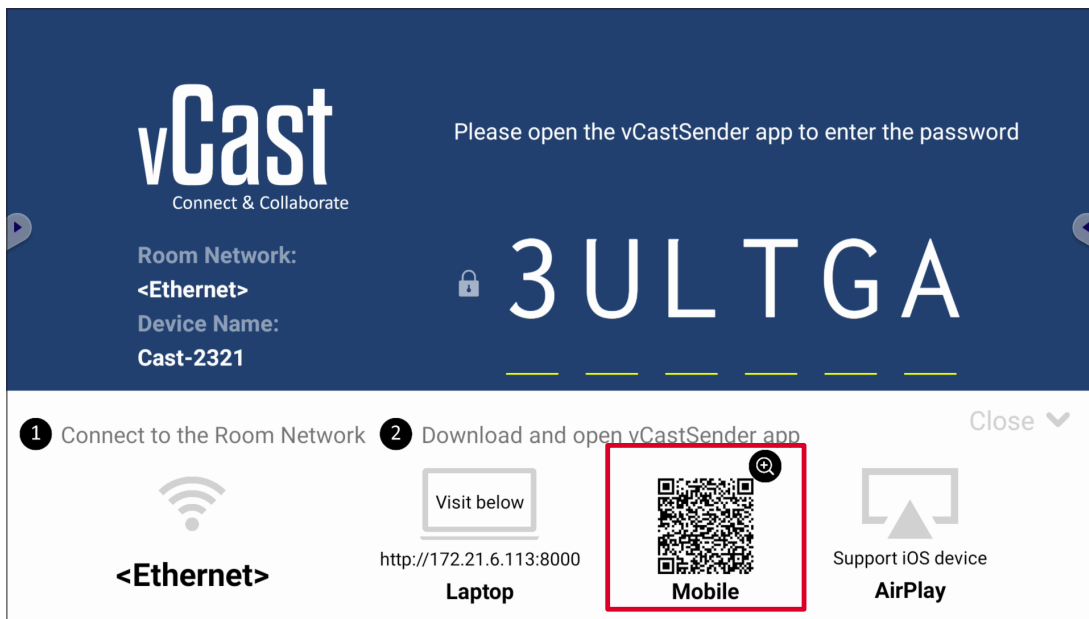 vCast
Connect & Collaborate
Please open the vCastSender app to enter the password
Room Network:
<Ethernet>
Device Name:
Cast-2321
3ULTGA
Close
1 Connect to the Room Network
2 Download and open vCastSender app
<Ethernet>
Visit below
http://172.21.6.113:8000
Laptop
Mobile
Support iOS device
AirPlay